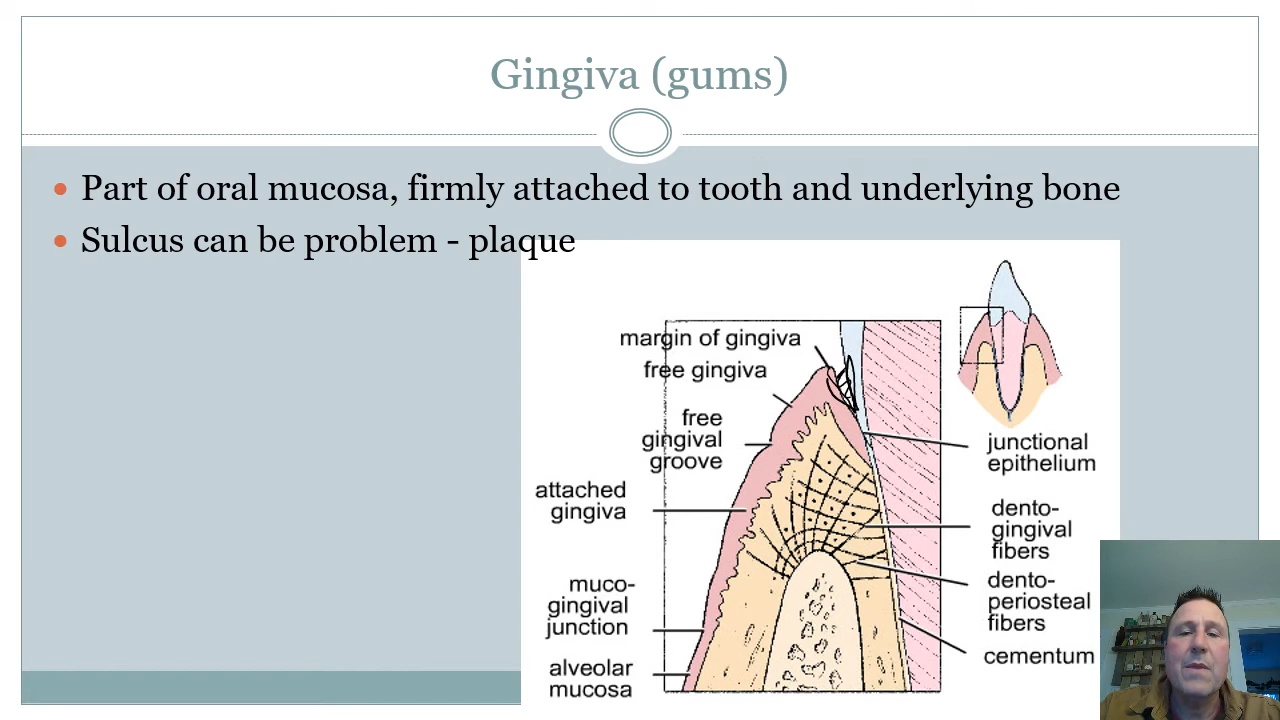 Gingiva (gums)
Part of oral mucosa, firmly attached to tooth and underlying bone
Sulcus can be problem - plaque
margin of gingiva
free gingiva
free
gingival
groove
attached
gingiva
muco-
gingival
junction
alveolar
mucosa
junctional
epithelium
dento-
gingival
fibers
dento-
periosteal
fibers
cementum